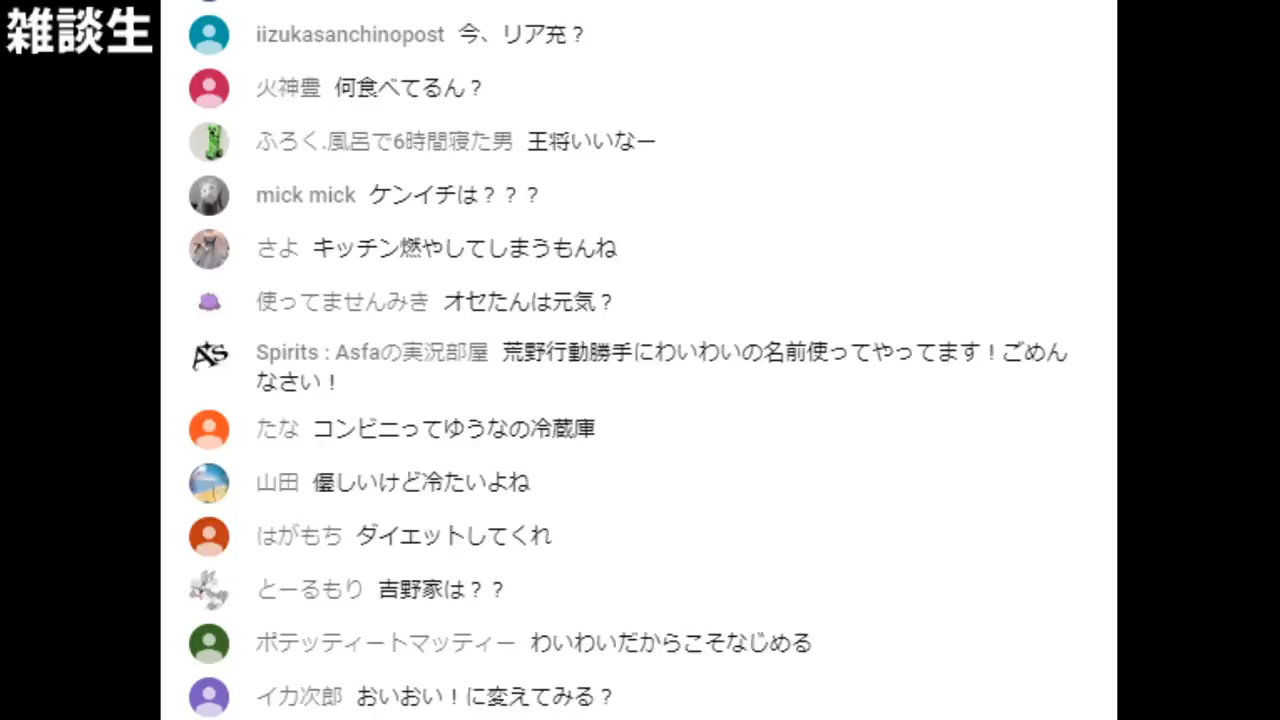 雑談生
iizukasanchinopost 今、リア充？
火神豊 何食べてるん？
ふろく.風呂で6時間寝た男 王将いいなー
mick mick ケンイチは？？？
さよ キッチン燃やしてしまうもんね
使ってませんみき オセたんは元気？
Spirits : Asfaの実況部屋 荒野行動勝手にわいわいの名前使ってやってます！ごめん
なさい！
たな コンビニってゆうなの冷蔵庫
山田 優しいけど冷たいよね
はがもち ダイエットしてくれ
とーるもり 吉野家は？？
ポテッティートマッティー わいわいだからこそなじめる
イカ次郎 おいおい！に変えてみる？